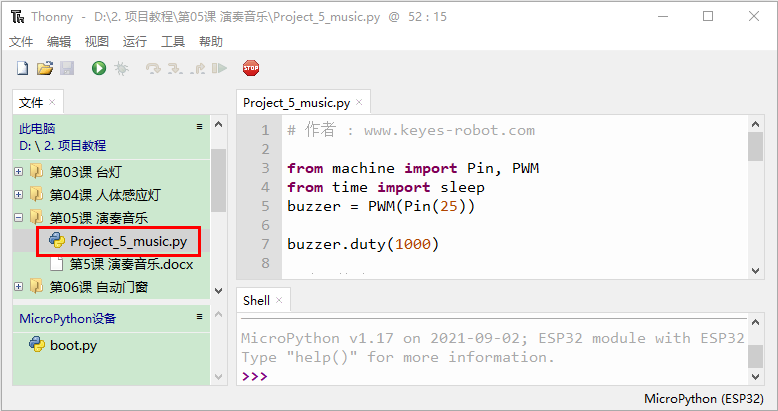 Thonny - D:\2. 项目教程\第05课 演奏音乐\Project_5_music.py @ 52 : 15
文件 编辑 视图 运行 工具 帮助
STOP
文件
此电脑
D: \ 2. 项目教程
第03课 台灯
第04课 人体感应灯
第05课 演奏音乐
Project_5_music.py
第5课 演奏音乐.docx
第06课 自动门窗
MicroPython设备
boot.py
Project_5_music.py
1 # 作者 : www.keyes-robot.com
2
3 from machine import Pin, PWM
4 from time import sleep
5 buzzer = PWM(Pin(25))
6
7 buzzer.duty(1000)
8
Shell
MicroPython v1.17 on 2021-09-02; ESP32 module with ESP32
Type "help()" for more information.
>>>
MicroPython (ESP32)